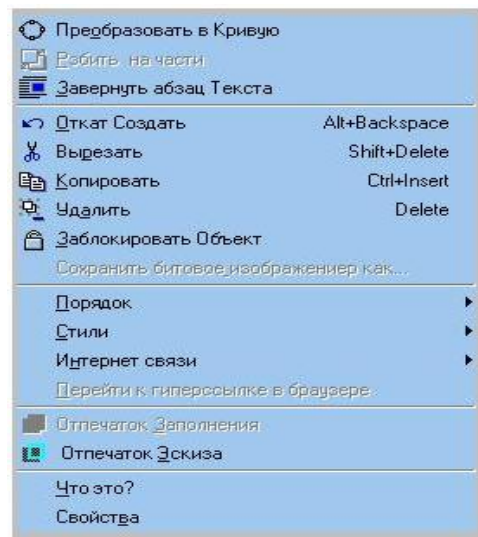 Преобразовать в Кривую
Рзбить на части
Завернуть абзац Текста
Откат Создать Alt+Backspace
Вырезать Shift+Delete
Копировать Ctrl+Insert
Удалить Delete
Заблокировать Объект
Сохранить битовое изображениер как...
Порядок
Стили
Интернет связи
Перейти к гиперссылке в браузере
Отпечаток Заполнения
Отпечаток Эскиза
Что это?
Свойства